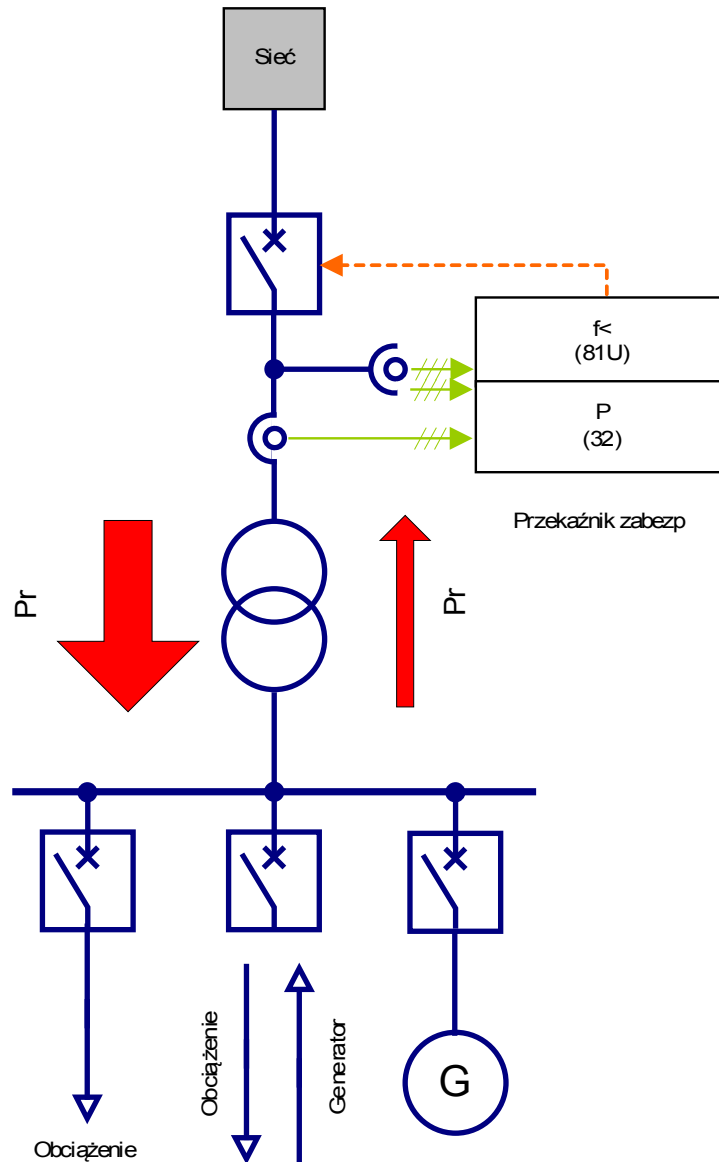 Sieć
f<
(81U)
P
(32)
Przekaźnik zabezp
Pr
Pr
Obciążenie
Generator
G
Obciążenie